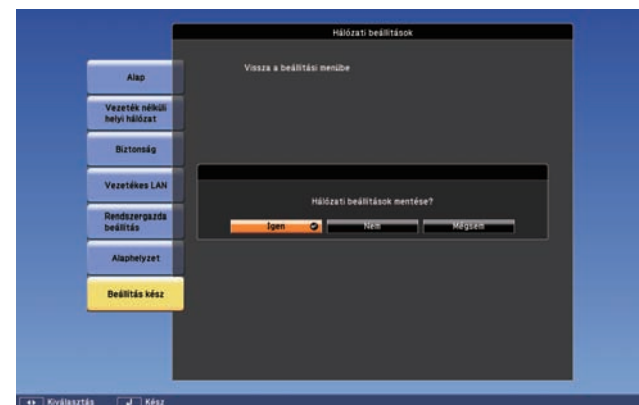 Hálózati beállítások
Vissza a beállítási menübe
Alap
Vezeték nélküli
helyi hálózat
Biztonság
Vezetékes LAN
Rendszergazda
beállítás
Alaphelyzet
Beállítás kész
Hálózati beállítások mentése?
Igen Nem Mégsem
Kiválasztás Kész